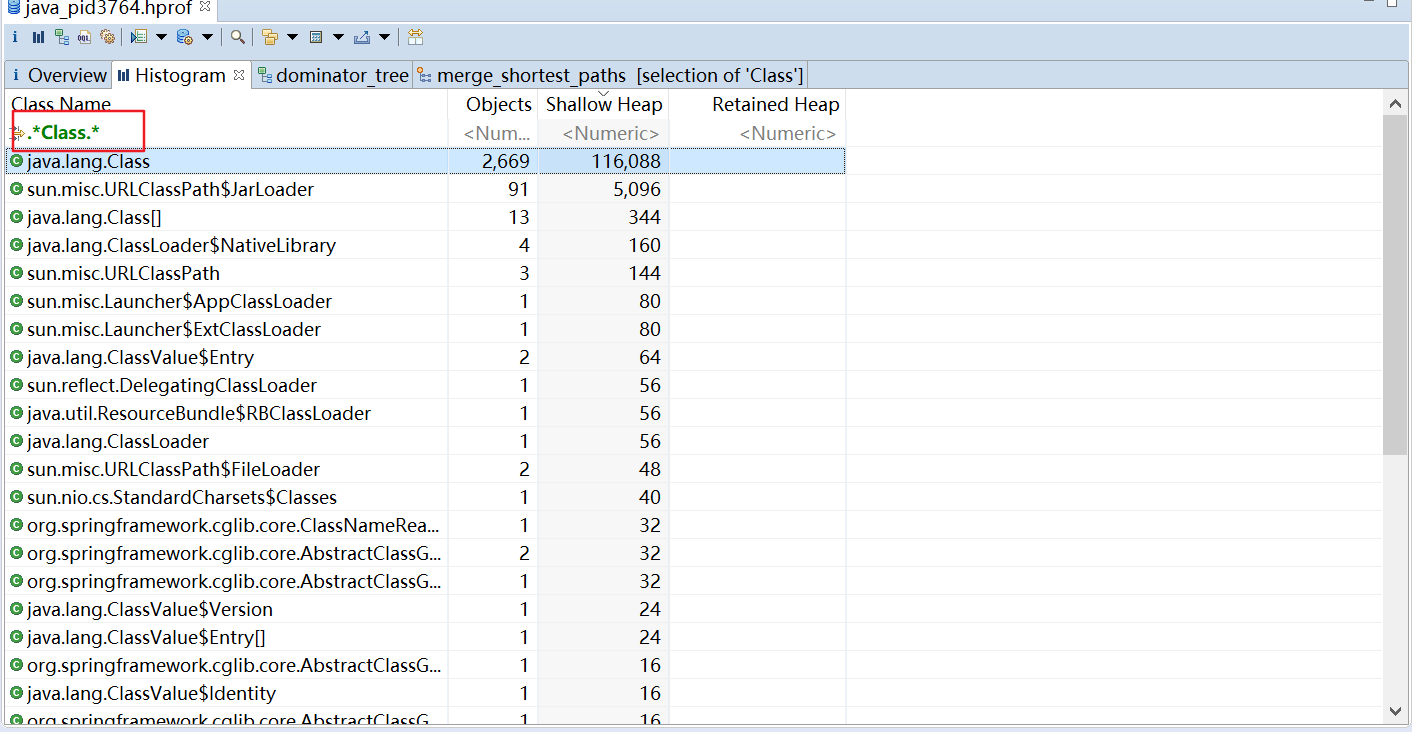 java_pid3764.hprof
i Overview Histogram dominator_tree merge_shortest_paths [selection of 'Class']
Class Name Objects Shallow Heap Retained Heap
.*Class.* <Num... <Numeric> <Numeric>
java.lang.Class 2,669 116,088
sun.misc.URLClassPath$JarLoader 91 5,096
java.lang.Class[] 13 344
java.lang.ClassLoader$NativeLibrary 4 160
sun.misc.URLClassPath 3 144
sun.misc.Launcher$AppClassLoader 1 80
sun.misc.Launcher$ExtClassLoader 1 80
java.lang.ClassValue$Entry 2 64
sun.reflect.DelegatingClassLoader 1 56
java.util.ResourceBundle$RBClassLoader 1 56
java.lang.ClassLoader 1 56
sun.misc.URLClassPath$FileLoader 2 48
sun.nio.cs.StandardCharsets$Classes 1 40
org.springframework.cglib.core.ClassNameRea... 1 32
org.springframework.cglib.core.AbstractClassG... 2 32
org.springframework.cglib.core.AbstractClassG... 1 32
java.lang.ClassValue$Version 1 24
java.lang.ClassValue$Entry[] 1 24
org.springframework.cglib.core.AbstractClassG... 1 16
java.lang.ClassValue$Identity 1 16
org.springframework.cglib.core.AbstractClassG... 1 16